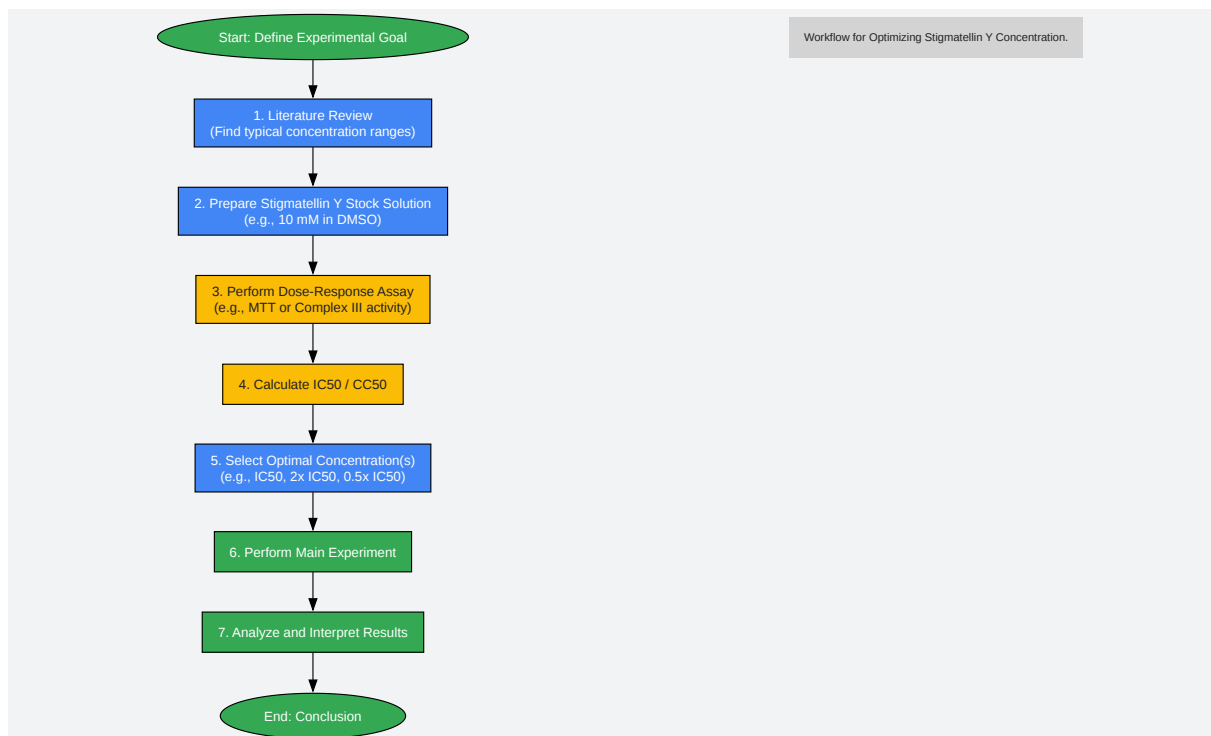 Start: Define Experimental Goal
Workflow for Optimizing Stigmatellin Y Concentration.
1. Literature Review
(Find typical concentration ranges)
2. Prepare Stigmatellin Y Stock Solution
(e.g., 10 mM in DMSO)
3. Perform Dose-Response Assay
(e.g., MTT or Complex III activity)
4. Calculate IC50 / CC50
5. Select Optimal Concentration(s)
(e.g., IC50, 2x IC50, 0.5x IC50)
6. Perform Main Experiment
7. Analyze and Interpret Results
End: Conclusion